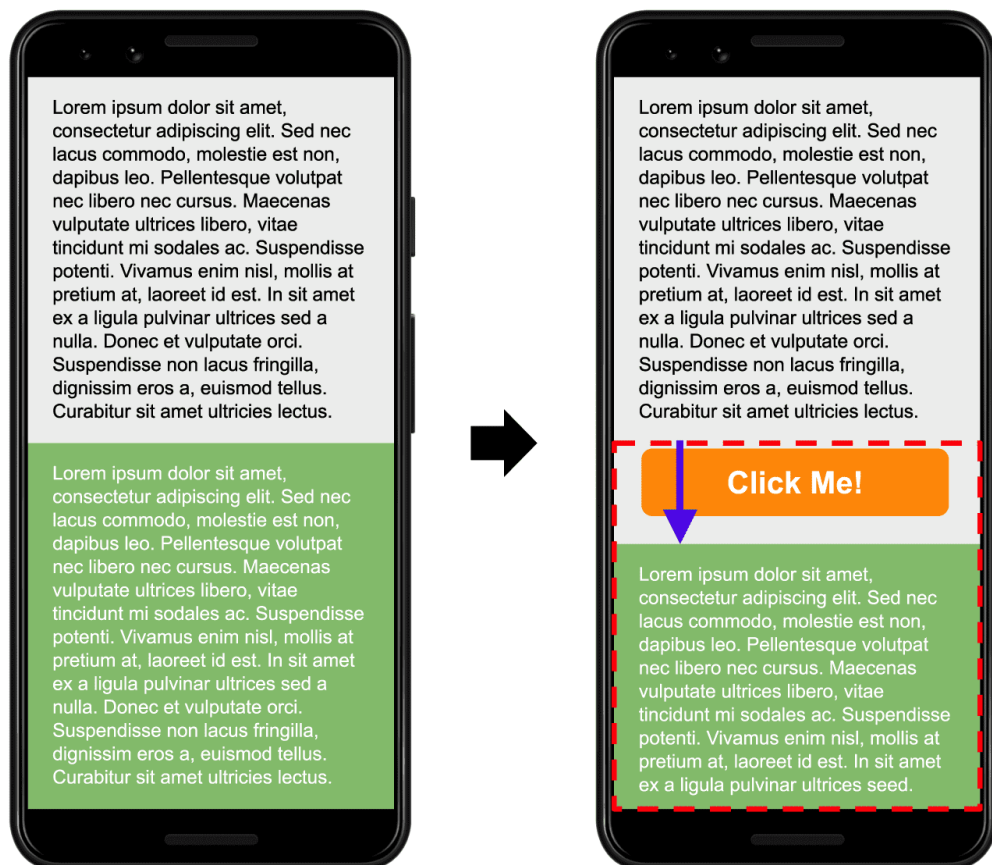 Lorem ipsum dolor sit amet,
consectetur adipiscing elit. Sed nec
lacus commodo, molestie est non,
dapibus leo. Pellentesque volutpat
nec libero nec cursus. Maecenas
vulputate ultrices libero, vitae
tincidunt mi sodales ac. Suspendisse
potenti. Vivamus enim nisl, mollis at
pretium at, laoreet id est. In sit amet
ex a ligula pulvinar ultrices sed a
nulla. Donec et vulputate orci.
Suspendisse non lacus fringilla,
dignissim eros a, euismod tellus.
Curabitur sit amet ultricies lectus.
Lorem ipsum dolor sit amet,
consectetur adipiscing elit. Sed nec
lacus commodo, molestie est non,
dapibus leo. Pellentesque volutpat
nec libero nec cursus. Maecenas
vulputate ultrices libero, vitae
tincidunt mi sodales ac. Suspendisse
potenti. Vivamus enim nisl, mollis at
pretium at, laoreet id est. In sit amet
ex a ligula pulvinar ultrices sed a
nulla. Donec et vulputate orci.
Suspendisse non lacus fringilla,
dignissim eros a, euismod tellus.
Curabitur sit amet ultricies lectus.
Lorem ipsum dolor sit amet,
consectetur adipiscing elit. Sed nec
lacus commodo, molestie est non,
dapibus leo. Pellentesque volutpat
nec libero nec cursus. Maecenas
vulputate ultrices libero, vitae
tincidunt mi sodales ac. Suspendisse
potenti. Vivamus enim nisl, mollis at
pretium at, laoreet id est. In sit amet
ex a ligula pulvinar ultrices sed a
nulla. Donec et vulputate orci.
Suspendisse non lacus fringilla,
dignissim eros a, euismod tellus.
Curabitur sit amet ultricies lectus.
Click Me!
Lorem ipsum dolor sit amet,
consectetur adipiscing elit. Sed nec
lacus commodo, molestie est non,
dapibus leo. Pellentesque volutpat
nec libero nec cursus. Maecenas
vulputate ultrices libero, vitae
tincidunt mi sodales ac. Suspendisse
potenti. Vivamus enim nisl, mollis at
pretium at, laoreet id est. In sit amet
ex a ligula pulvinar ultrices seed.